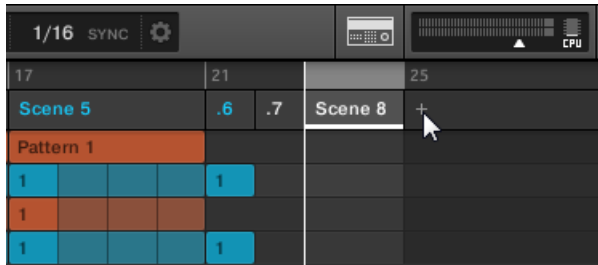 1/16 SYNC
CPU
17 21 25
Scene 5 .6 .7 Scene 8 +
Pattern 1
1 1
1
1 1